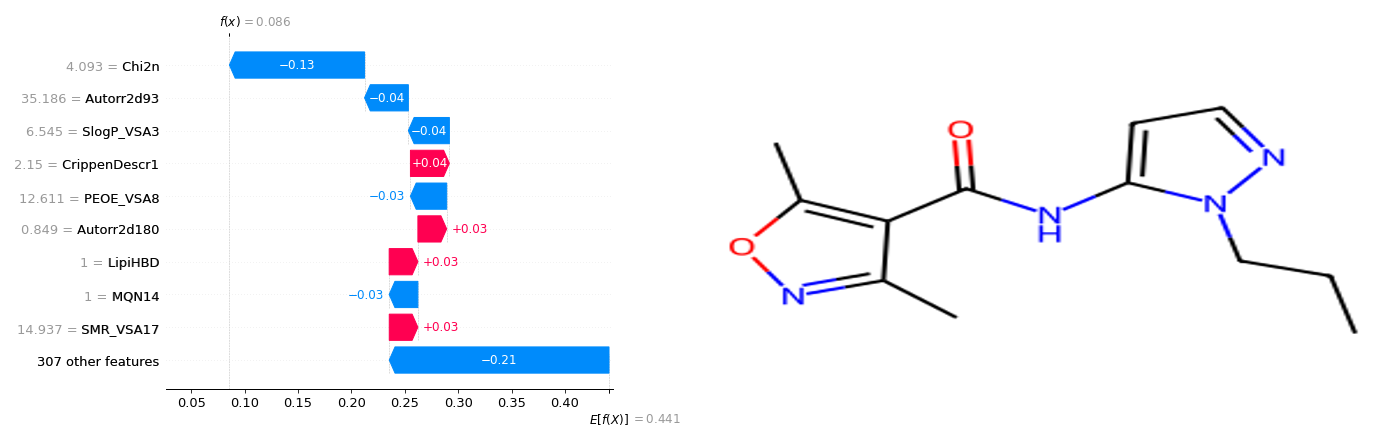 f(x) = 0.086
4.093 = Chi2n
−0.13
35.186 = Autorr2d93
−0.04
6.545 = SlogP_VSA3
−0.04
2.15 = CrippenDescr1
+0.04
12.611 = PEOE_VSA8
−0.03
0.849 = Autorr2d180
+0.03
1 = LipiHBD
+0.03
1 = MQN14
−0.03
14.937 = SMR_VSA17
+0.03
307 other features
−0.21
0.05 0.10 0.15 0.20 0.25 0.30 0.35 0.40
E[f(X)] = 0.441
O
N
H
N
N
O
N